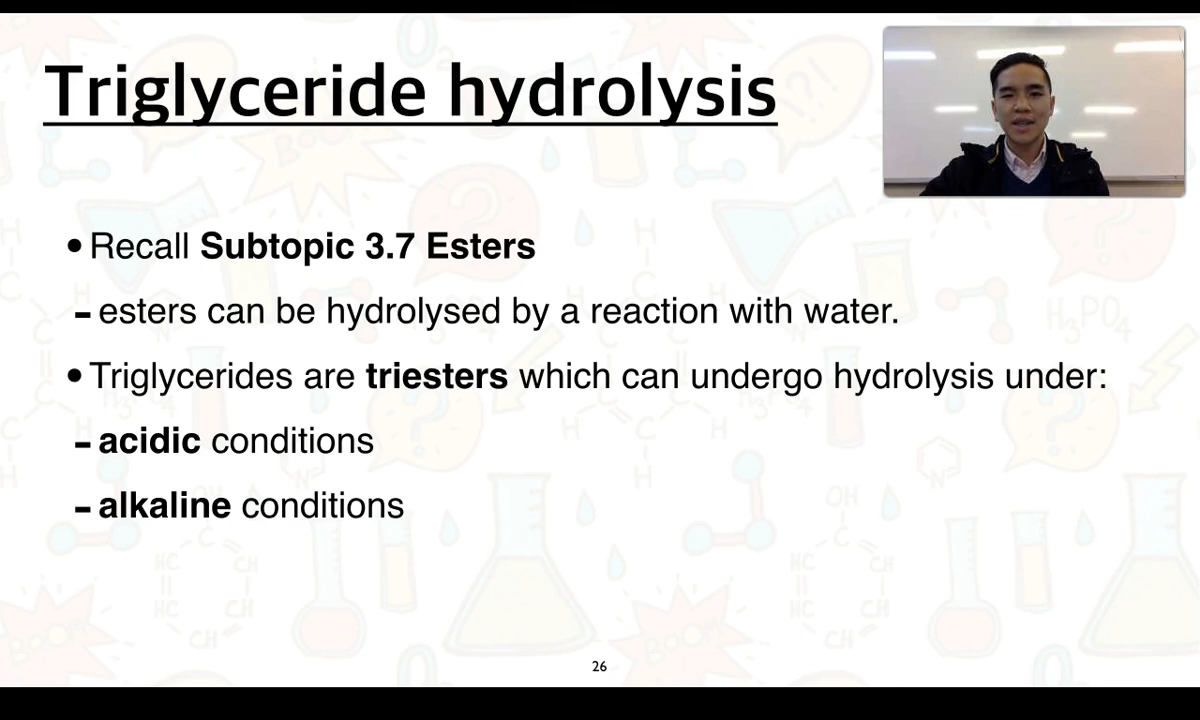 Triglyceride hydrolysis
• Recall Subtopic 3.7 Esters
- esters can be hydrolysed by a reaction with water.
• Triglycerides are triesters which can undergo hydrolysis under:
- acidic conditions
- alkaline conditions
26